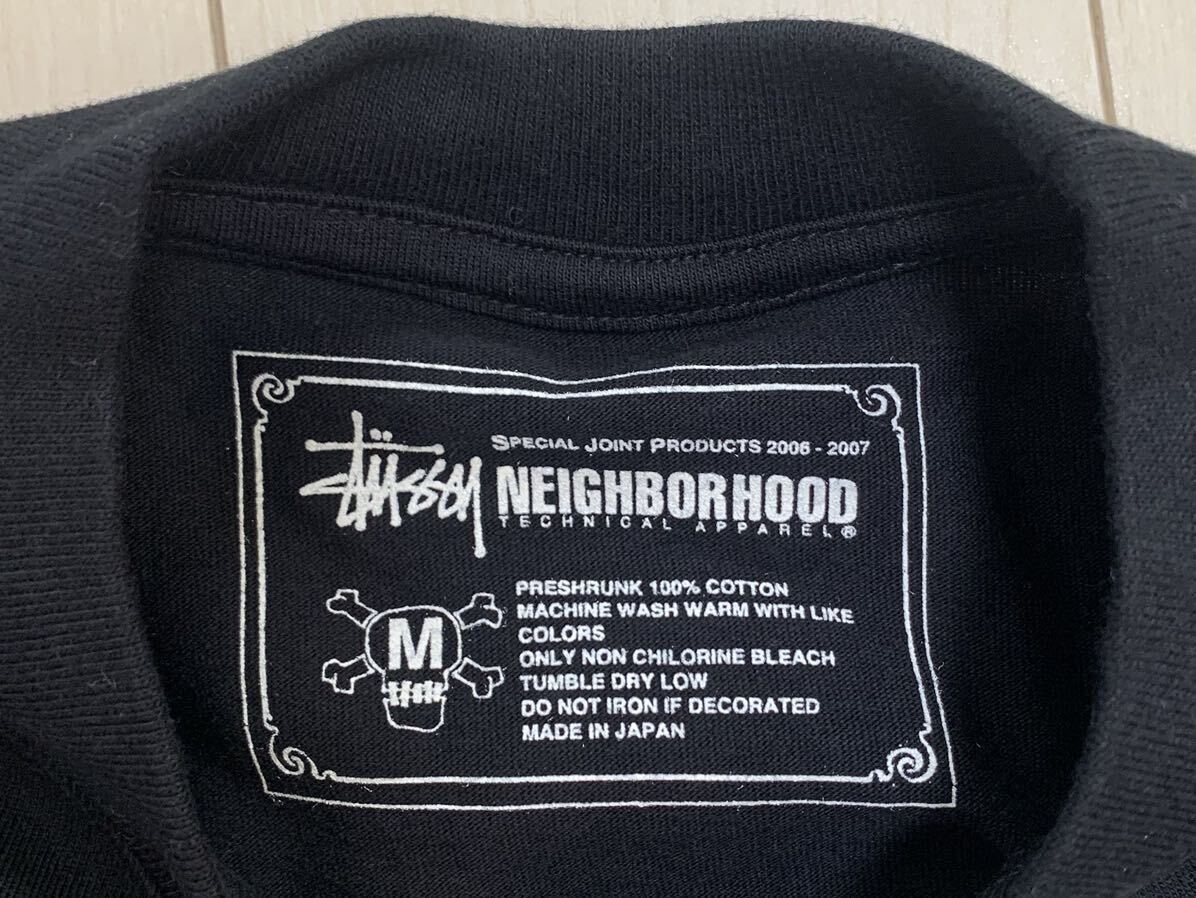 SPECIAL JOINT PRODUCTS 2006 - 2007
Stüssy NEIGHBORHOOD
TECHNICAL APPAREL®
M
PRESHRUNK 100% COTTON
MACHINE WASH WARM WITH LIKE
COLORS
ONLY NON CHILORINE BLEACH
TUMBLE DRY LOW
DO NOT IRON IF DECORATED
MADE IN JAPAN